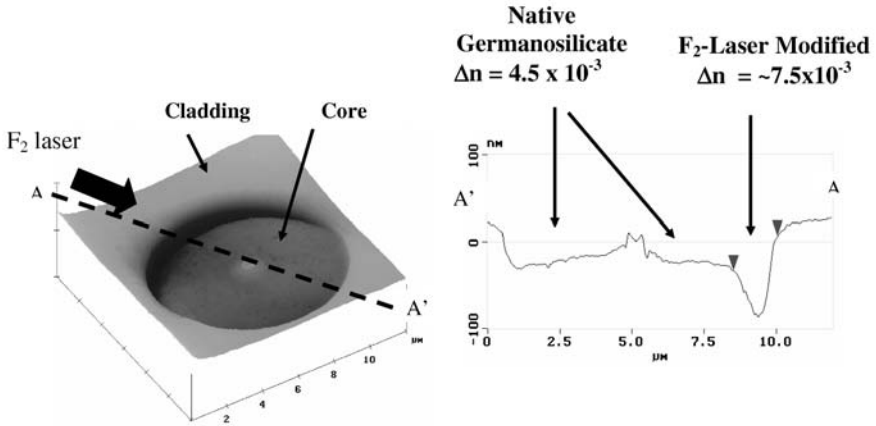 F₂ laser
Cladding
Core
A
A'
μm
2
4
6
8
10
Native
Germanosilicate
Δn = 4.5 x 10⁻³
F₂-Laser Modified
Δn = ~7.5x10⁻³
nm
A'
A
100
0
-100
0
2.5
5.0
7.5
10.0
μm